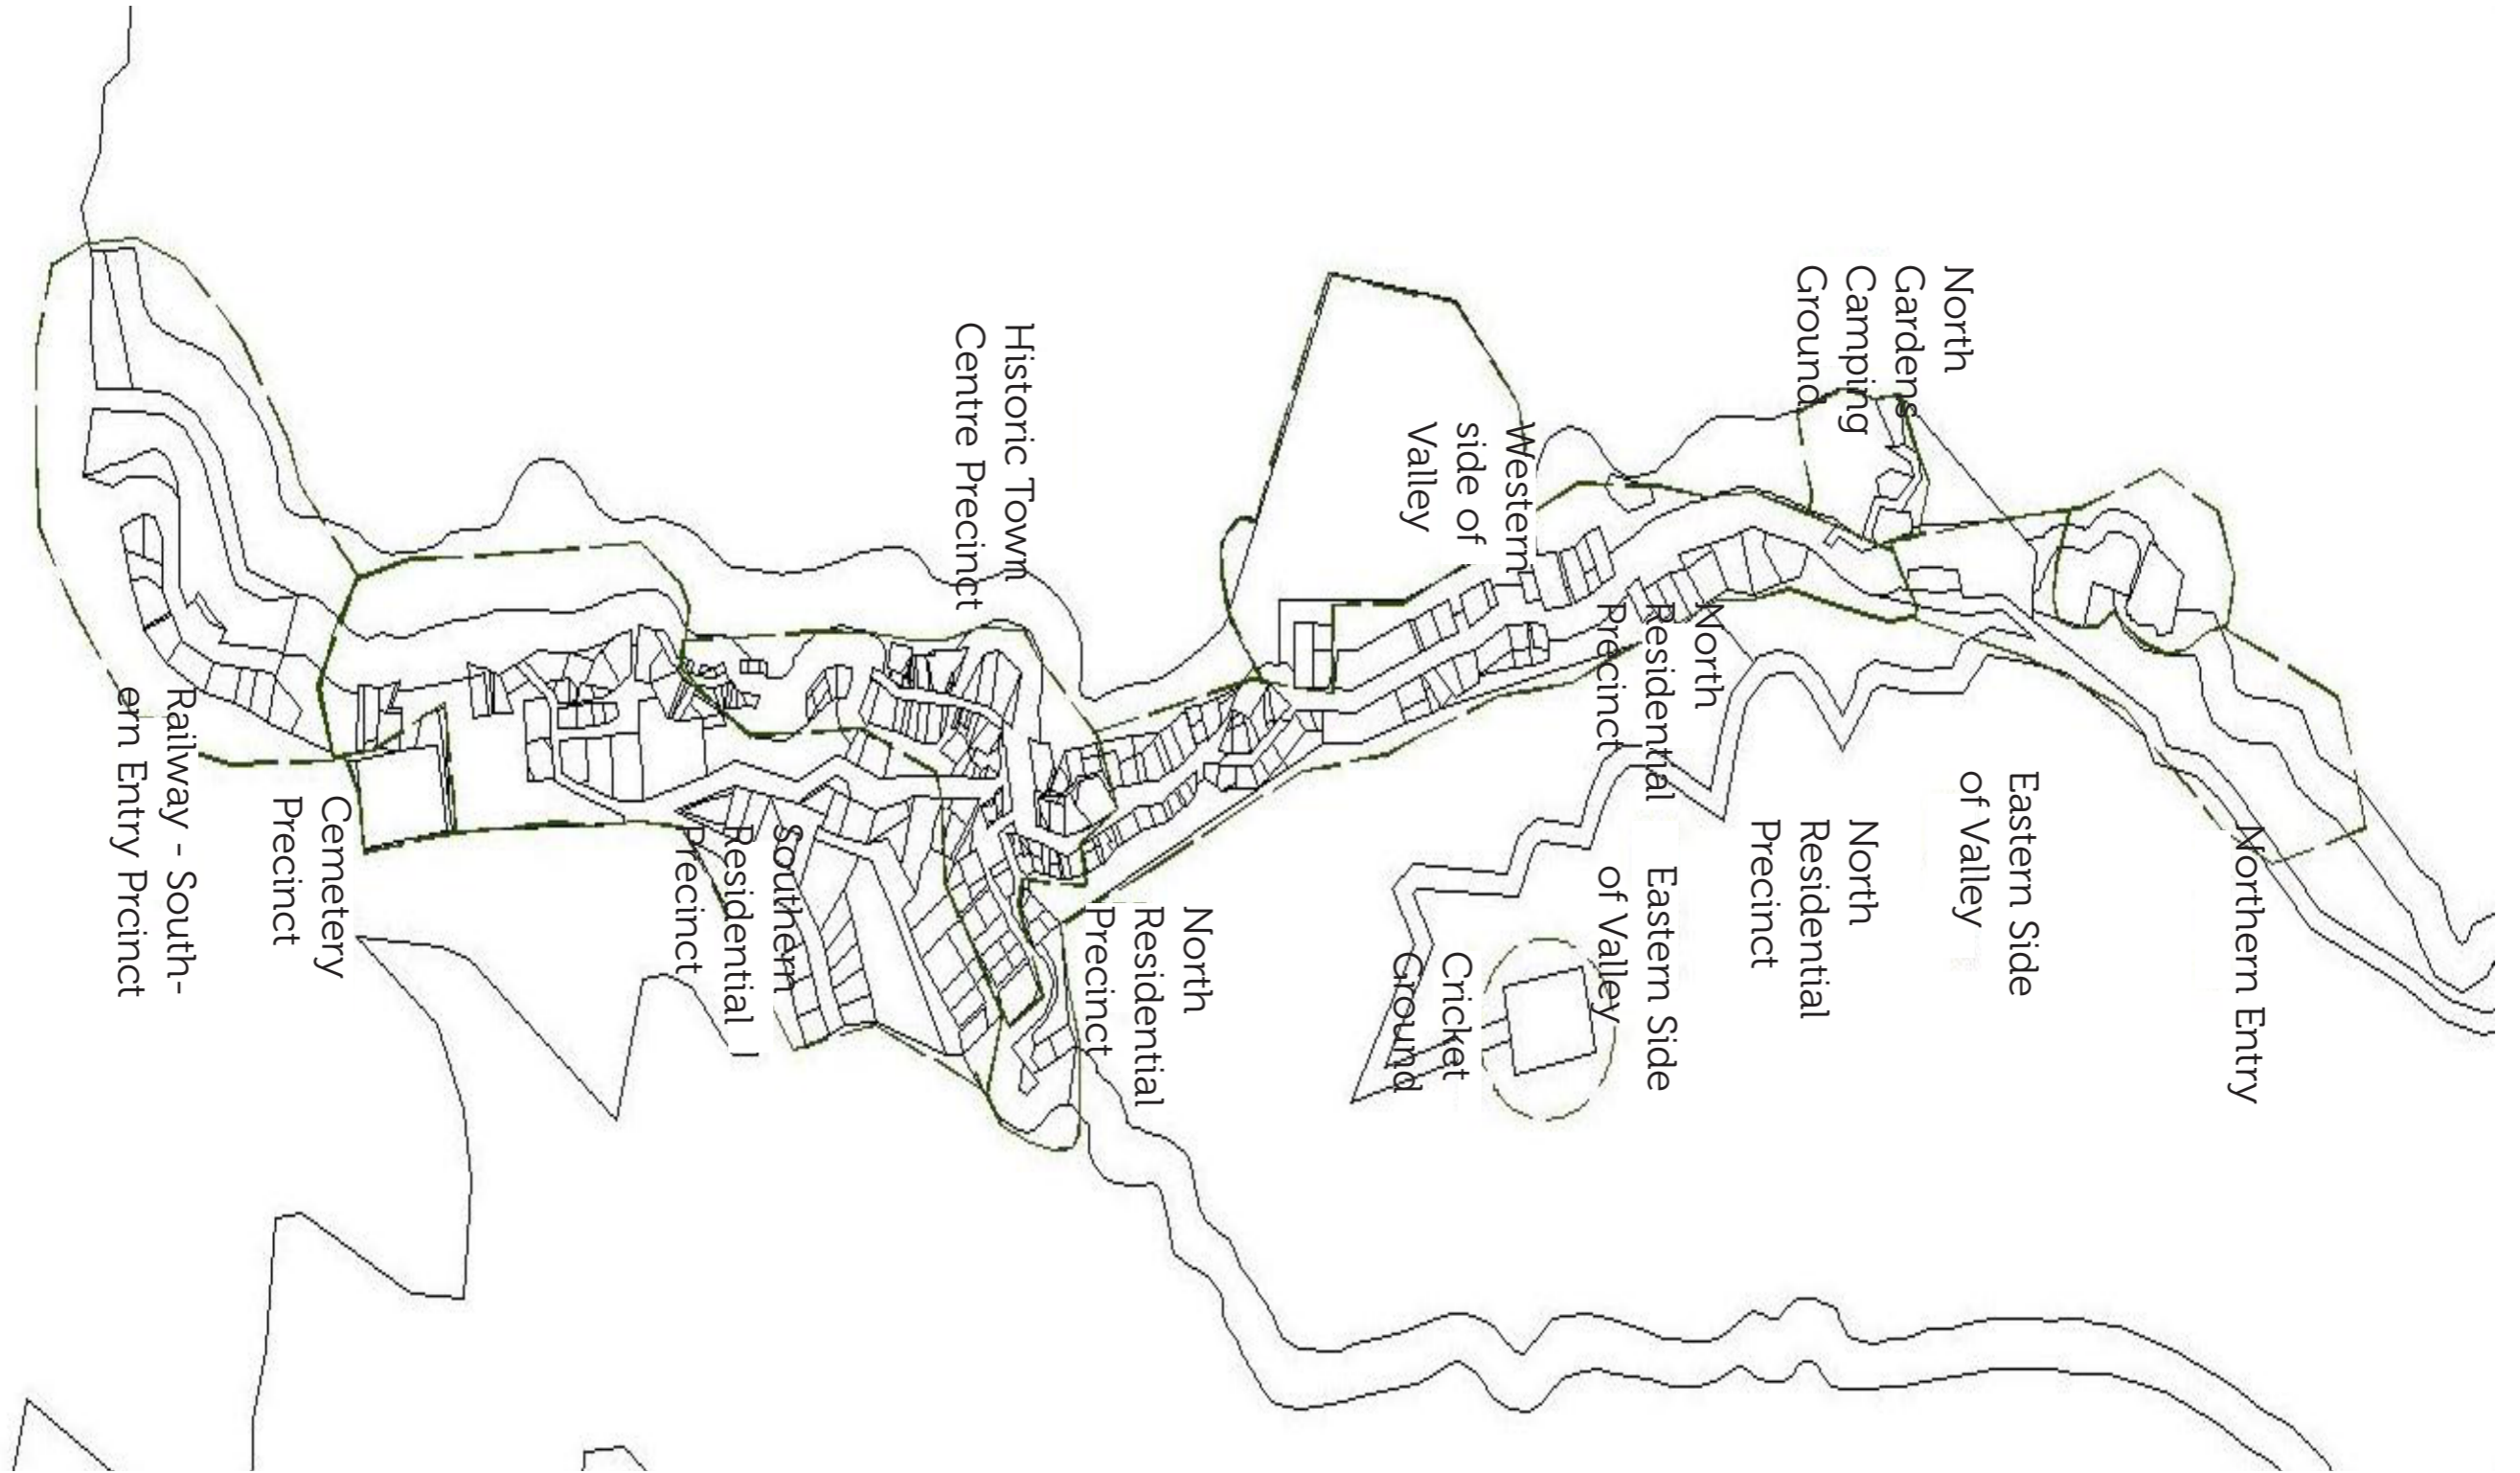 Northerm Entry
Eastern Side
of Valley
North
Gardens
Camping
Ground
North
Residential
Precinct
North
Residential
Precinct
Eastern Side
of Valley
Western
side of
Valley
Cricket
Ground
North
Residential
Precinct
Historic Town
Centre Precinct
Southern
Residential
Precinct
Cemetery
Precinct
Railway - South-
ern Entry Prcinct